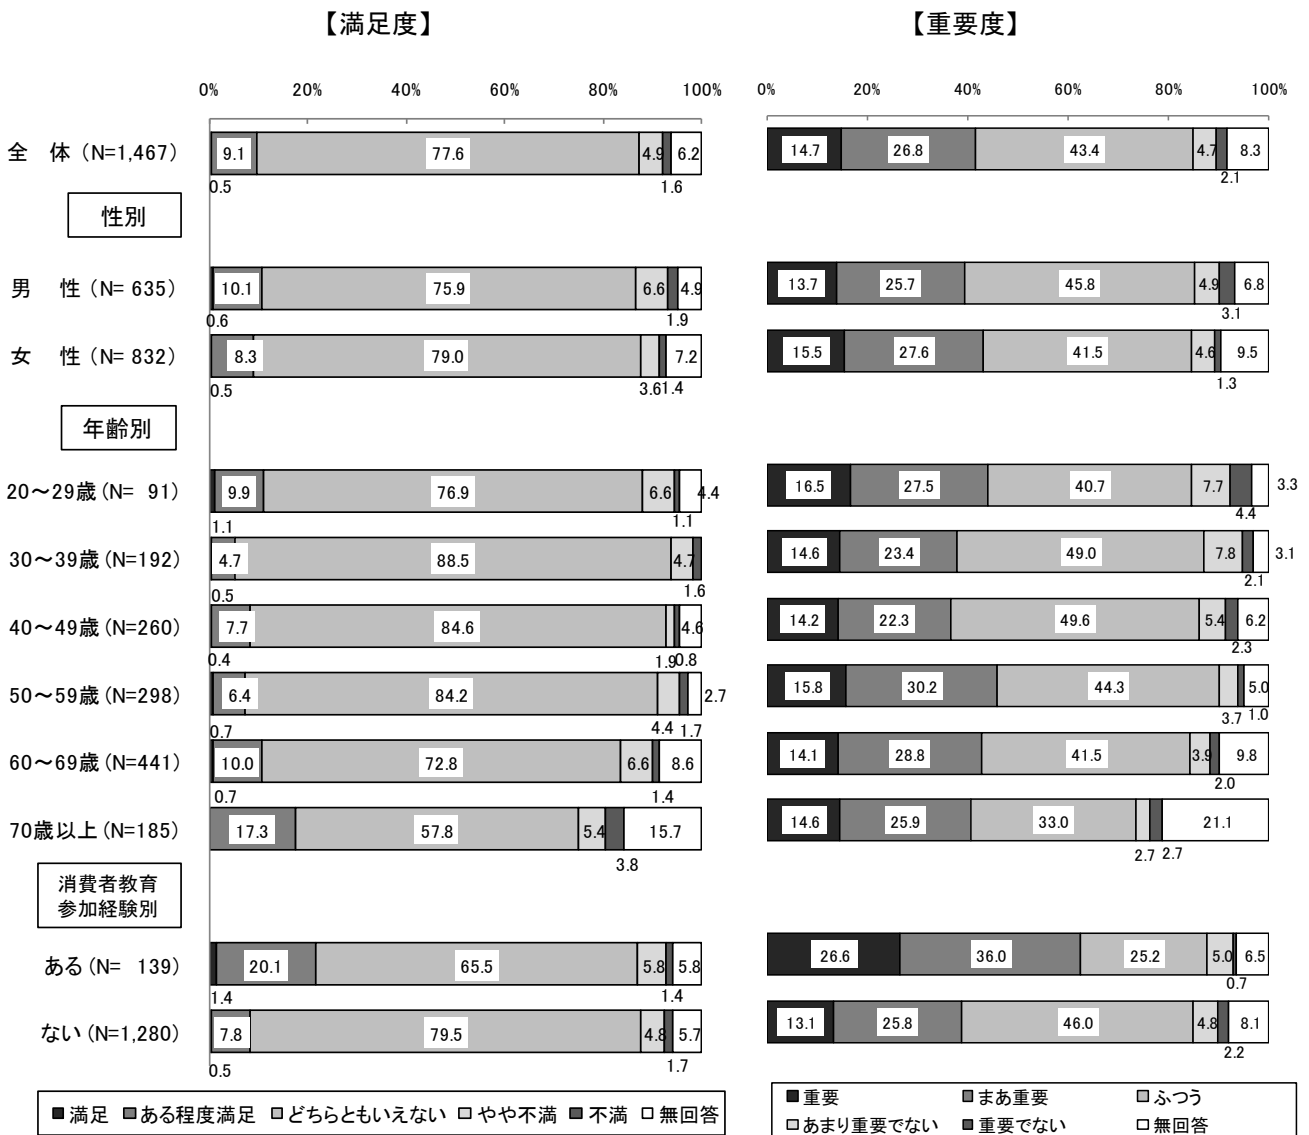 【満足度】 【重要度】
0% 20% 40% 60% 80% 100% 0% 20% 40% 60% 80% 100%
全　体 (N=1,467) 9.1 77.6 4.9 6.2 14.7 26.8 43.4 4.7 8.3
0.5 1.6 2.1
性別
男　性 (N= 635) 10.1 75.9 6.6 4.9 13.7 25.7 45.8 4.9 6.8
0.6 1.9 3.1
女　性 (N= 832) 8.3 79.0 7.2 15.5 27.6 41.5 4.6 9.5
0.5 3.6 1.4 1.3
年齢別
20～29歳 (N= 91) 9.9 76.9 6.6 4.4 16.5 27.5 40.7 7.7 3.3
1.1 1.1 4.4
30～39歳 (N=192) 4.7 88.5 4.7 14.6 23.4 49.0 7.8 3.1
0.5 1.6 2.1
40～49歳 (N=260) 7.7 84.6 4.6 14.2 22.3 49.6 5.4 6.2
0.4 1.9 0.8 2.3
50～59歳 (N=298) 6.4 84.2 2.7 15.8 30.2 44.3 5.0
0.7 4.4 1.7 3.7 1.0
60～69歳 (N=441) 10.0 72.8 6.6 8.6 14.1 28.8 41.5 3.9 9.8
0.7 1.4 2.0
70歳以上 (N=185) 17.3 57.8 5.4 15.7 14.6 25.9 33.0 21.1
3.8 2.7 2.7
消費者教育
参加経験別
ある (N= 139) 20.1 65.5 5.8 5.8 26.6 36.0 25.2 5.0 6.5
1.4 1.4 0.7
ない (N=1,280) 7.8 79.5 4.8 5.7 13.1 25.8 46.0 4.8 8.1
0.5 1.7 2.2
満足 ある程度満足 どちらともいえない やや不満 不満 無回答
重要 まあ重要 ふつう
あまり重要でない 重要でない 無回答